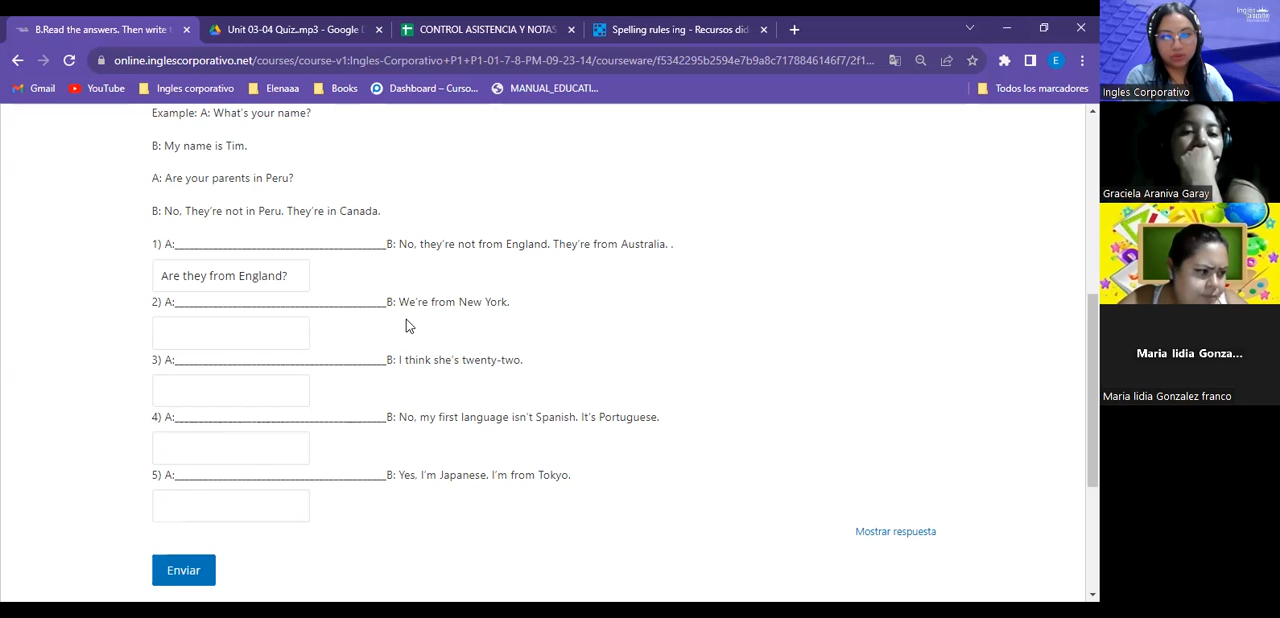 B.Read the answers. Then write t
Unit 03-04 Quiz.mp3 - Google D
CONTROL ASISTENCIA Y NOTAS
Spelling rules ing - Recursos did
online.inglescorporativo.net/courses/course-v1:Ingles-Corporativo+P1+P1-01-7-8-PM-09-23-14/courseware/f5342295b2594e7b9a8c7178846146f7/2f1...
E
Gmail
YouTube
Ingles corporativo
Elenaaa
Books
Dashboard – Curso...
MANUAL_EDUCATI...
Todos los marcadores
Example: A: What's your name?
B: My name is Tim.
A: Are your parents in Peru?
B: No, They're not in Peru. They're in Canada.
1) A:______________________________B: No, they're not from England. They're from Australia. .
Are they from England?
2) A:______________________________B: We're from New York.
3) A:______________________________B: I think she's twenty-two.
4) A:______________________________B: No, my first language isn't Spanish. It's Portuguese.
5) A:______________________________B: Yes, I'm Japanese. I'm from Tokyo.
Mostrar respuesta
Enviar
Ingles Corporativo
Graciela Araniva Garay
Maria lidia Gonza...
Maria lidia Gonzalez franco